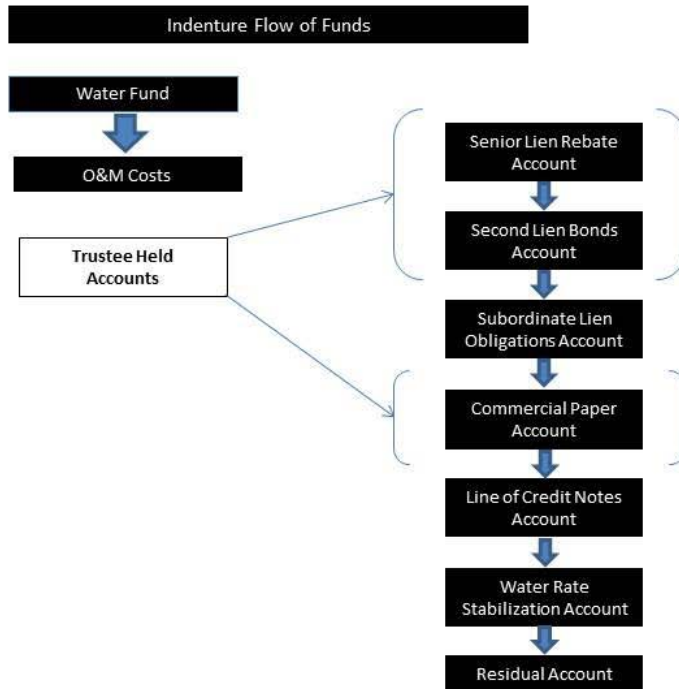 Indenture Flow of Funds
Water Fund
O&M Costs
Trustee Held
Accounts
Senior Lien Rebate
Account
Second Lien Bonds
Account
Subordinate Lien
Obligations Account
Commercial Paper
Account
Line of Credit Notes
Account
Water Rate
Stabilization Account
Residual Account